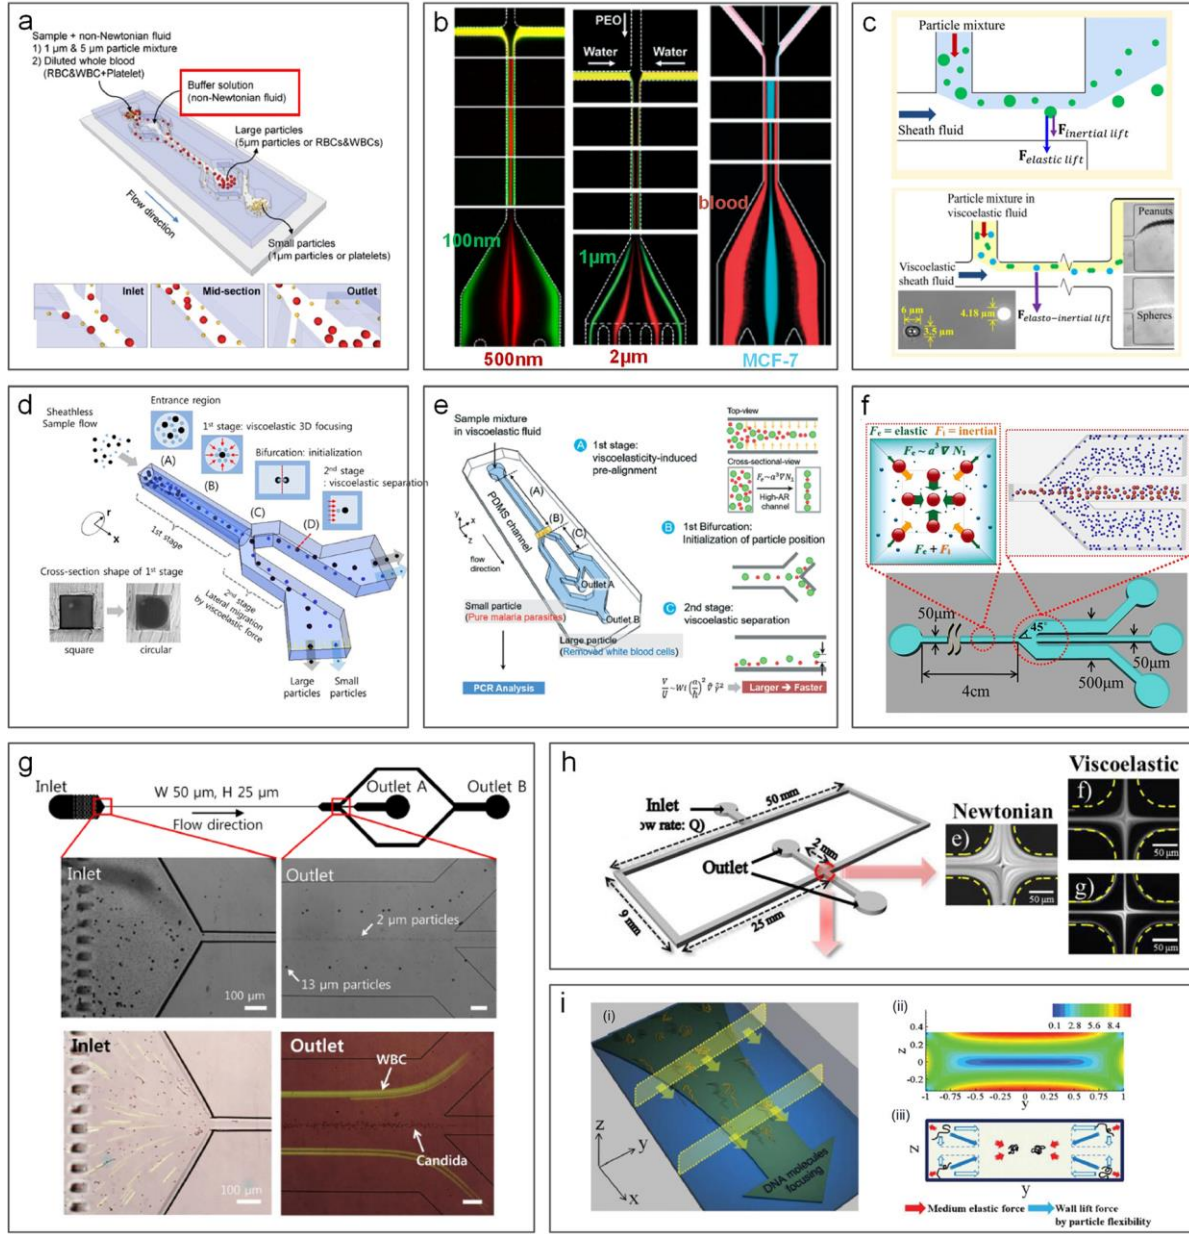 a
Sample + non-Newtonian fluid
1) 1 μm & 5 μm particle mixture
2) Diluted whole blood
(RBC&WBC+Platelet)
Buffer solution
(non-Newtonian fluid)
Large particles
(5μm particles or RBCs&WBCs)
Flow direction
Small particles
(1μm particles or platelets)
Inlet
Mid-section
Outlet
b
PEO
Water
Water
100nm
1μm
blood
500nm
2μm
MCF-7
c
Particle mixture
Sheath fluid
F inertial lift
F elastic lift
Particle mixture in
viscoelastic fluid
Viscoelastic
sheath fluid
Peanuts
Spheres
6 μm
3.5 μm
4.18 μm
F elasto-inertial lift
d
Sheathless
Sample flow
Entrance region
(A)
1st stage: viscoelastic 3D focusing
(B)
Bifurcation: initialization
(C)
2nd stage
: viscoelastic separation
(D)
r
x
1st stage
2nd stage
Lateral migration
by viscoelastic force
Cross-section shape of 1st stage
square
circular
Large
particles
Small
particles
e
Sample mixture
in viscoelastic fluid
PDMS channel
(A)
(B)
(C)
y
x
z
flow
direction
Outlet A
Outlet B
Small particle
(Pure malaria parasites)
Large particle
(Removed white blood cells)
PCR Analysis
A
1st stage:
viscoelasticity-induced
pre-alignment
Top-view
Cross-sectional-view
Fₑ~a³∇N₁
High-AR
channel
B
1st Bifurcation:
Initialization of particle position
C
2nd stage:
viscoelastic separation
Larger → Faster
f
Fₑ = elastic Fᵢ = inertial
Fₑ ~ a³ ∇ N₁
Fₑ + Fᵢ
50μm
45°
4cm
50μm
500μm
g
Inlet
W 50 μm, H 25 μm
Flow direction
Outlet A
Outlet B
Inlet
100 μm
Outlet
2 μm particles
13 μm particles
Inlet
100 μm
Outlet
WBC
Candida
h
Inlet
ow rate: Q)
50 mm
Outlet
2 mm
9 mm
25 mm
Newtonian
e)
50 μm
Viscoelastic
f)
50 μm
g)
50 μm
i
(i)
z
y
x
DNA molecules
focusing
(ii)
0.1 2.8 5.6 8.4
0.4
0.2
0
-0.2
z
-1 -0.75 -0.5 -0.25 0 0.25 0.5 0.75 1
y
(iii)
z
y
Medium elastic force
Wall lift force
by particle flexibility